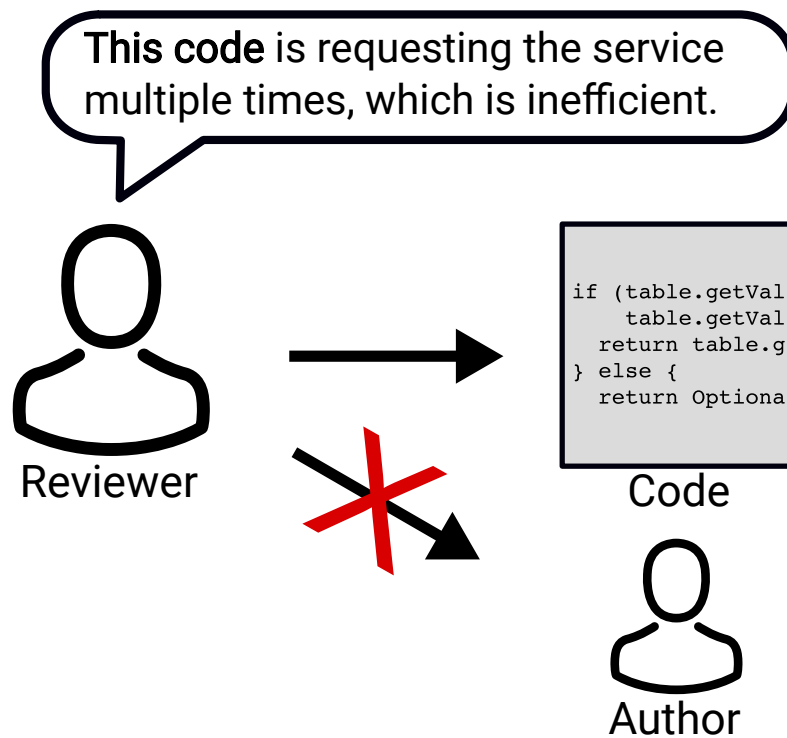 This code is requesting the service
multiple times, which is inefficient.
if (table.getVal
table.getVal
return table.g
} else {
return Optiona
Reviewer
Code
Author